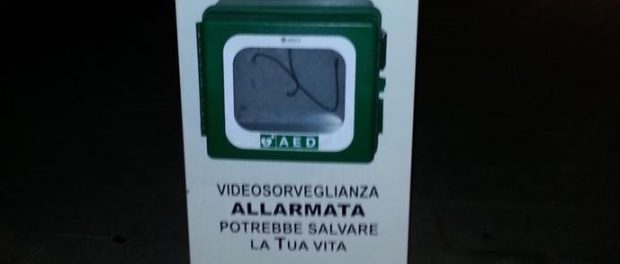 AED
VIDEOSORVEGLIANZA
ALLARMATA
POTREBBE SALVARE
LA TUA VITA